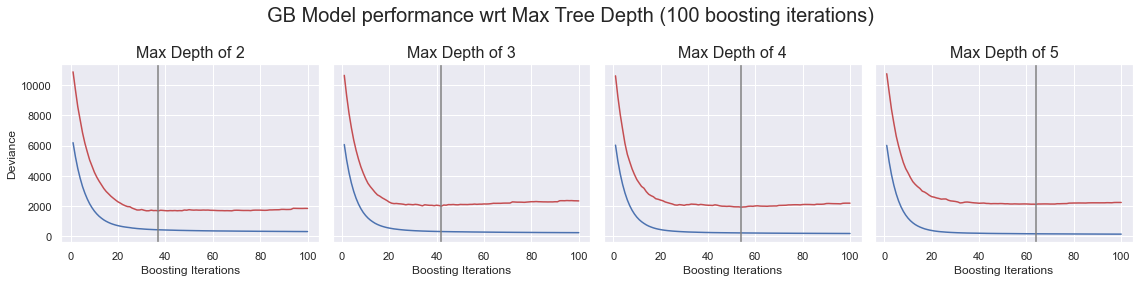 GB Model performance wrt Max Tree Depth (100 boosting iterations)
Max Depth of 2
Max Depth of 3
Max Depth of 4
Max Depth of 5
Deviance
10000
8000
6000
4000
2000
0
0 20 40 60 80 100
0 20 40 60 80 100
0 20 40 60 80 100
0 20 40 60 80 100
Boosting Iterations
Boosting Iterations
Boosting Iterations
Boosting Iterations